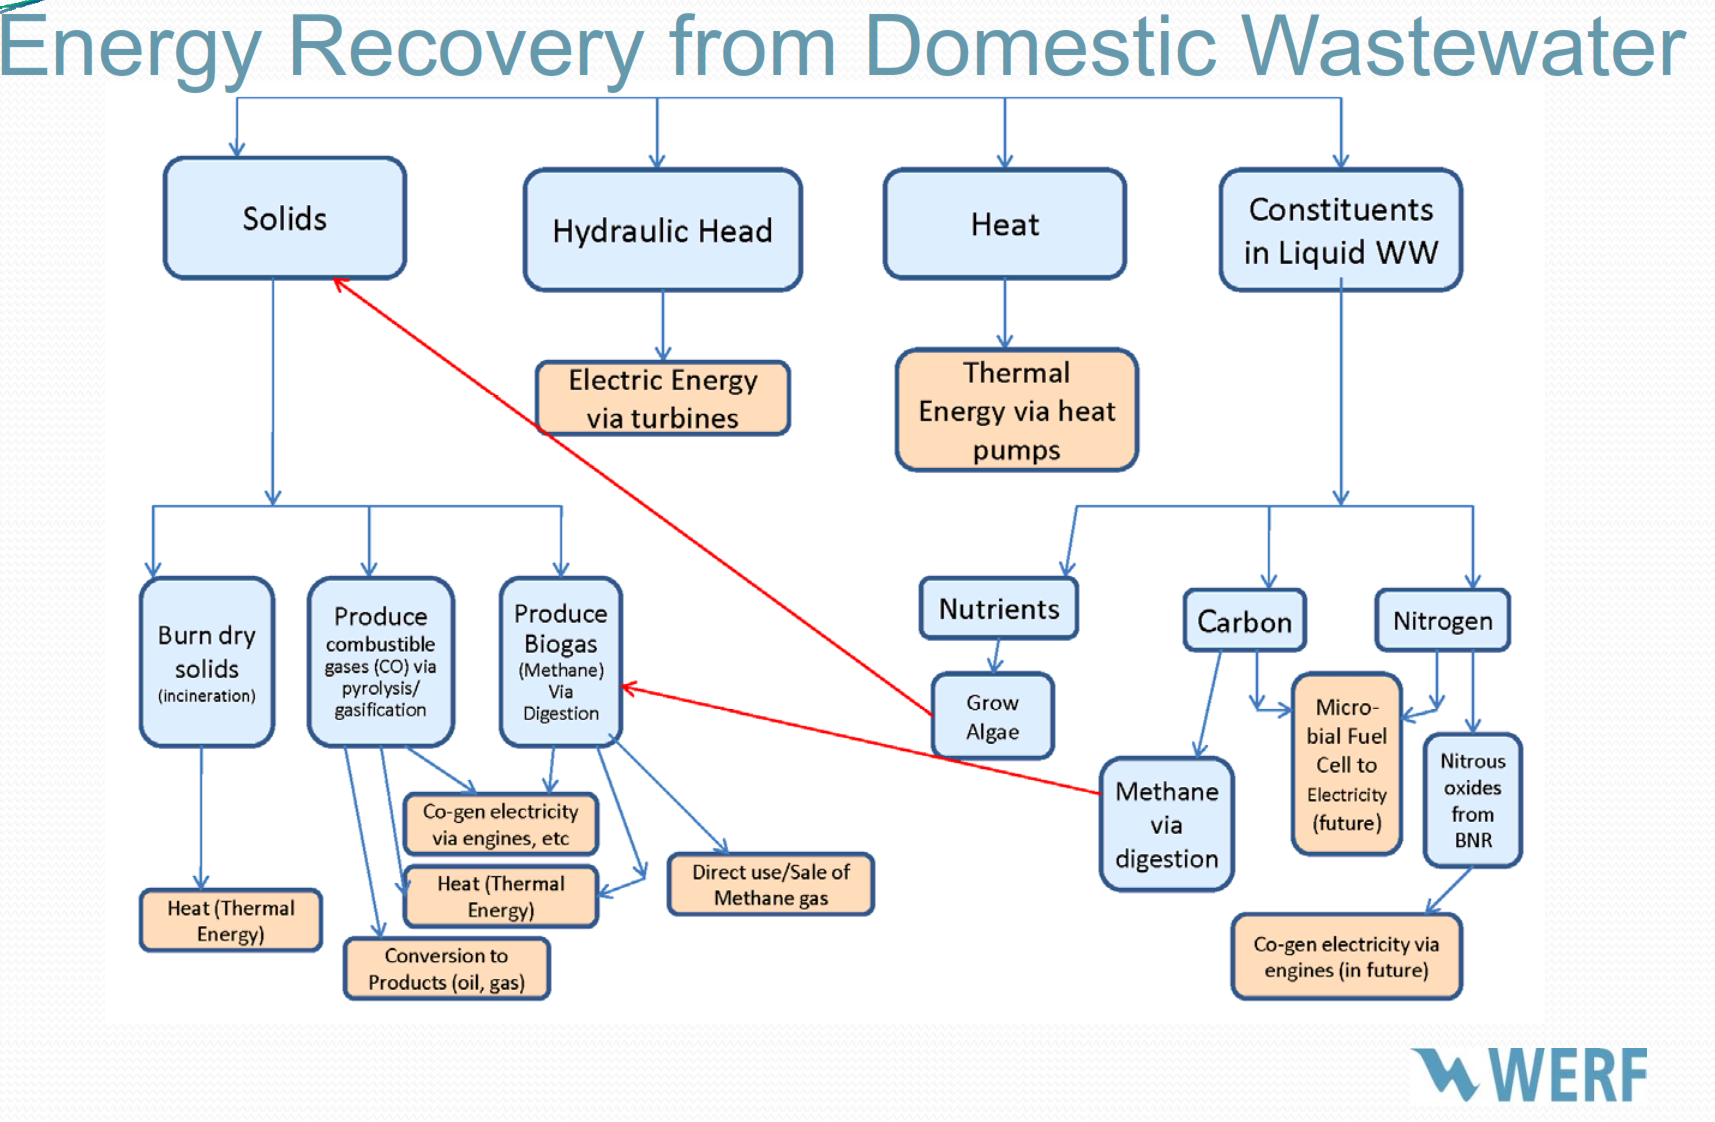 Energy Recovery from Domestic Wastewater
Solids
Hydraulic Head
Heat
Constituents
in Liquid WW
Electric Energy
via turbines
Thermal
Energy via heat
pumps
Burn dry
solids
(incineration)
Produce
combustible
gases (CO) via
pyrolysis/
gasification
Produce
Biogas
(Methane)
Via
Digestion
Nutrients
Carbon
Nitrogen
Grow
Algae
Micro-
bial Fuel
Cell to
Electricity
(future)
Methane
via
digestion
Nitrous
oxides
from
BNR
Co-gen electricity
via engines, etc
Heat (Thermal
Energy)
Direct use/Sale of
Methane gas
Heat (Thermal
Energy)
Conversion to
Products (oil, gas)
Co-gen electricity via
engines (in future)
WERF